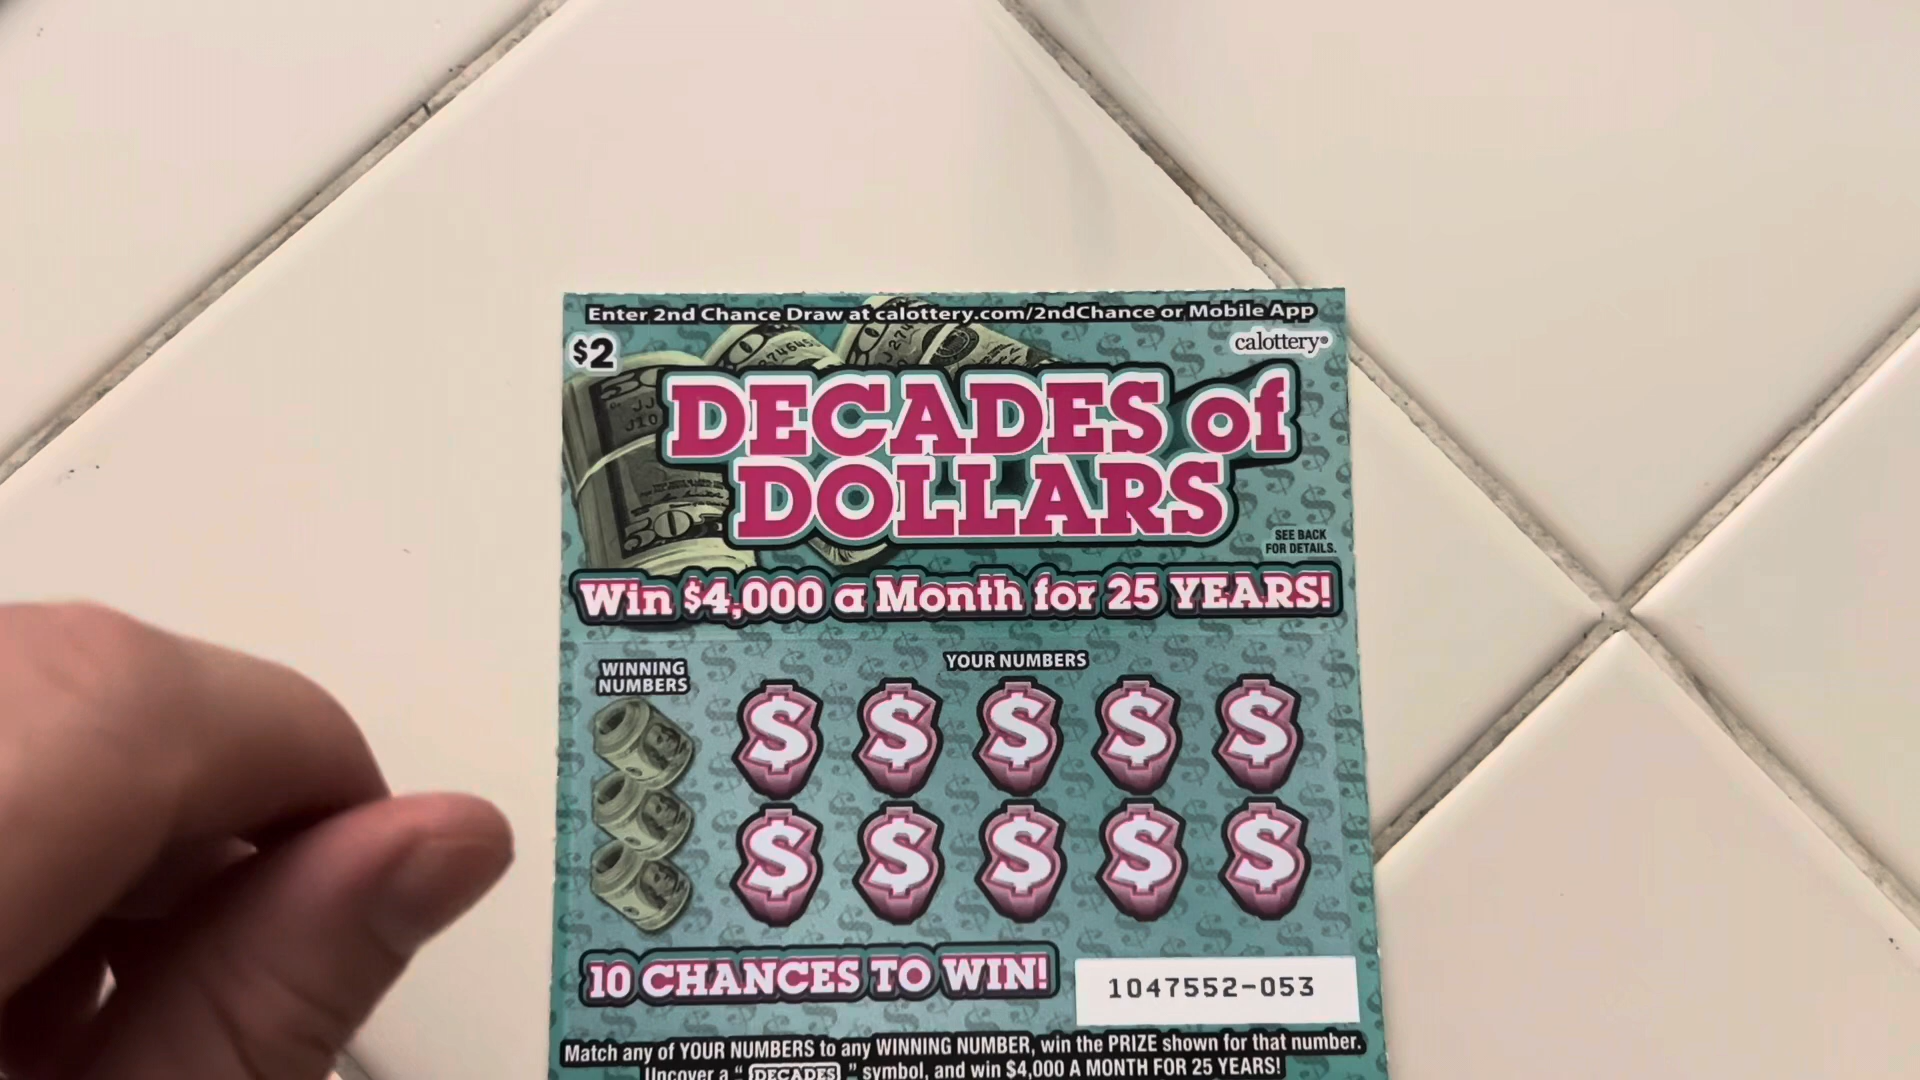 Enter 2nd Chance Draw at calottery.com/2ndChance or Mobile App
$2
calottery
DECADES of
DOLLARS
SEE BACK
FOR DETAILS.
Win $4,000 a Month for 25 YEARS!
WINNING
NUMBERS
YOUR NUMBERS
$ $ $ $ $
$ $ $ $ $
10 CHANCES TO WIN!
1047552-053
Match any of YOUR NUMBERS to any WINNING NUMBER, win the PRIZE shown for that number.
Uncover a "DECADES" symbol, and win $4,000 A MONTH FOR 25 YEARS!